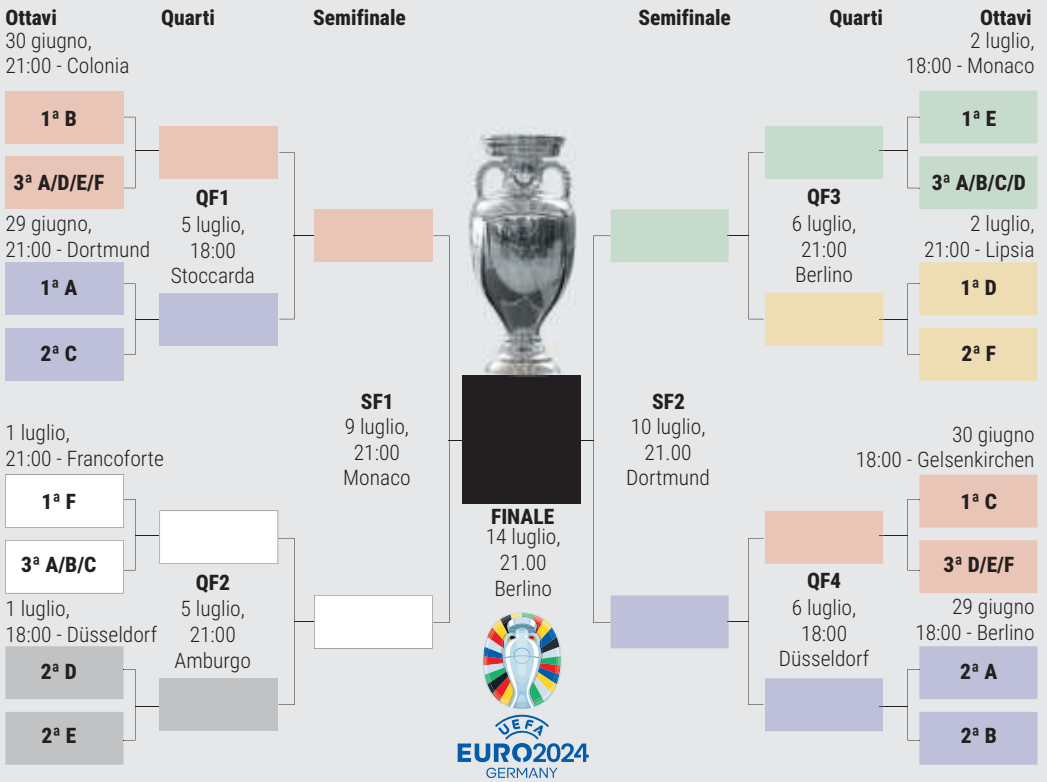 Ottavi
Quarti
Semifinale
Semifinale
Quarti
Ottavi
30 giugno,
21:00 - Colonia
1ª B
3ª A/D/E/F
29 giugno,
21:00 - Dortmund
1ª A
2ª C
QF1
5 luglio,
18:00
Stoccarda
1 luglio,
21:00 - Francoforte
1ª F
3ª A/B/C
1 luglio,
18:00 - Düsseldorf
2ª D
2ª E
QF2
5 luglio,
21:00
Amburgo
SF1
9 luglio,
21:00
Monaco
FINALE
14 luglio,
21.00
Berlino
UEFA
EURO2024
GERMANY
SF2
10 luglio,
21.00
Dortmund
QF3
6 luglio,
21:00
Berlino
2 luglio,
18:00 - Monaco
1ª E
3ª A/B/C/D
2 luglio,
21:00 - Lipsia
1ª D
2ª F
QF4
6 luglio,
18:00
Düsseldorf
30 giugno
18:00 - Gelsenkirchen
1ª C
3ª D/E/F
29 giugno
18:00 - Berlino
2ª A
2ª B